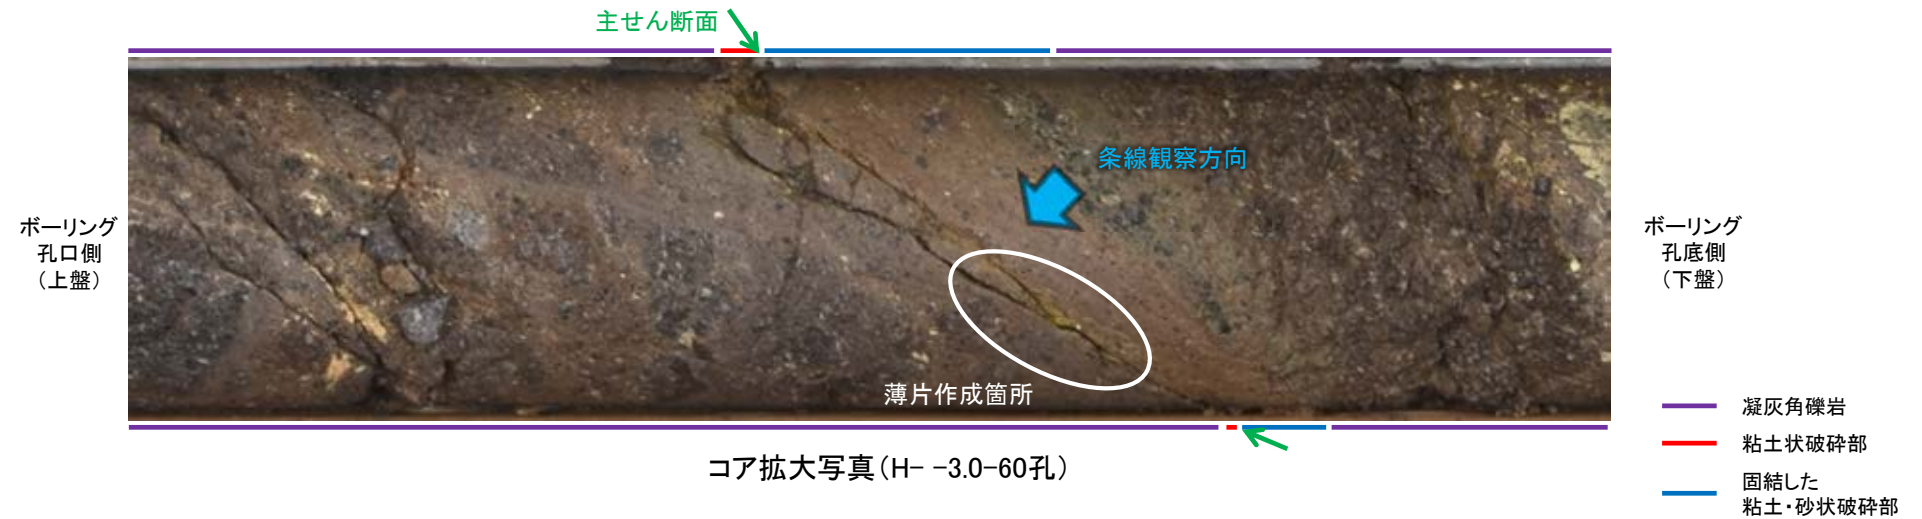 主せん断面
条線観察方向
ボーリング
孔口側
（上盤）
ボーリング
孔底側
（下盤）
薄片作成箇所
コア拡大写真（H- -3.0-60孔）
凝灰角礫岩
粘土状破砕部
固結した
粘土・砂状破砕部